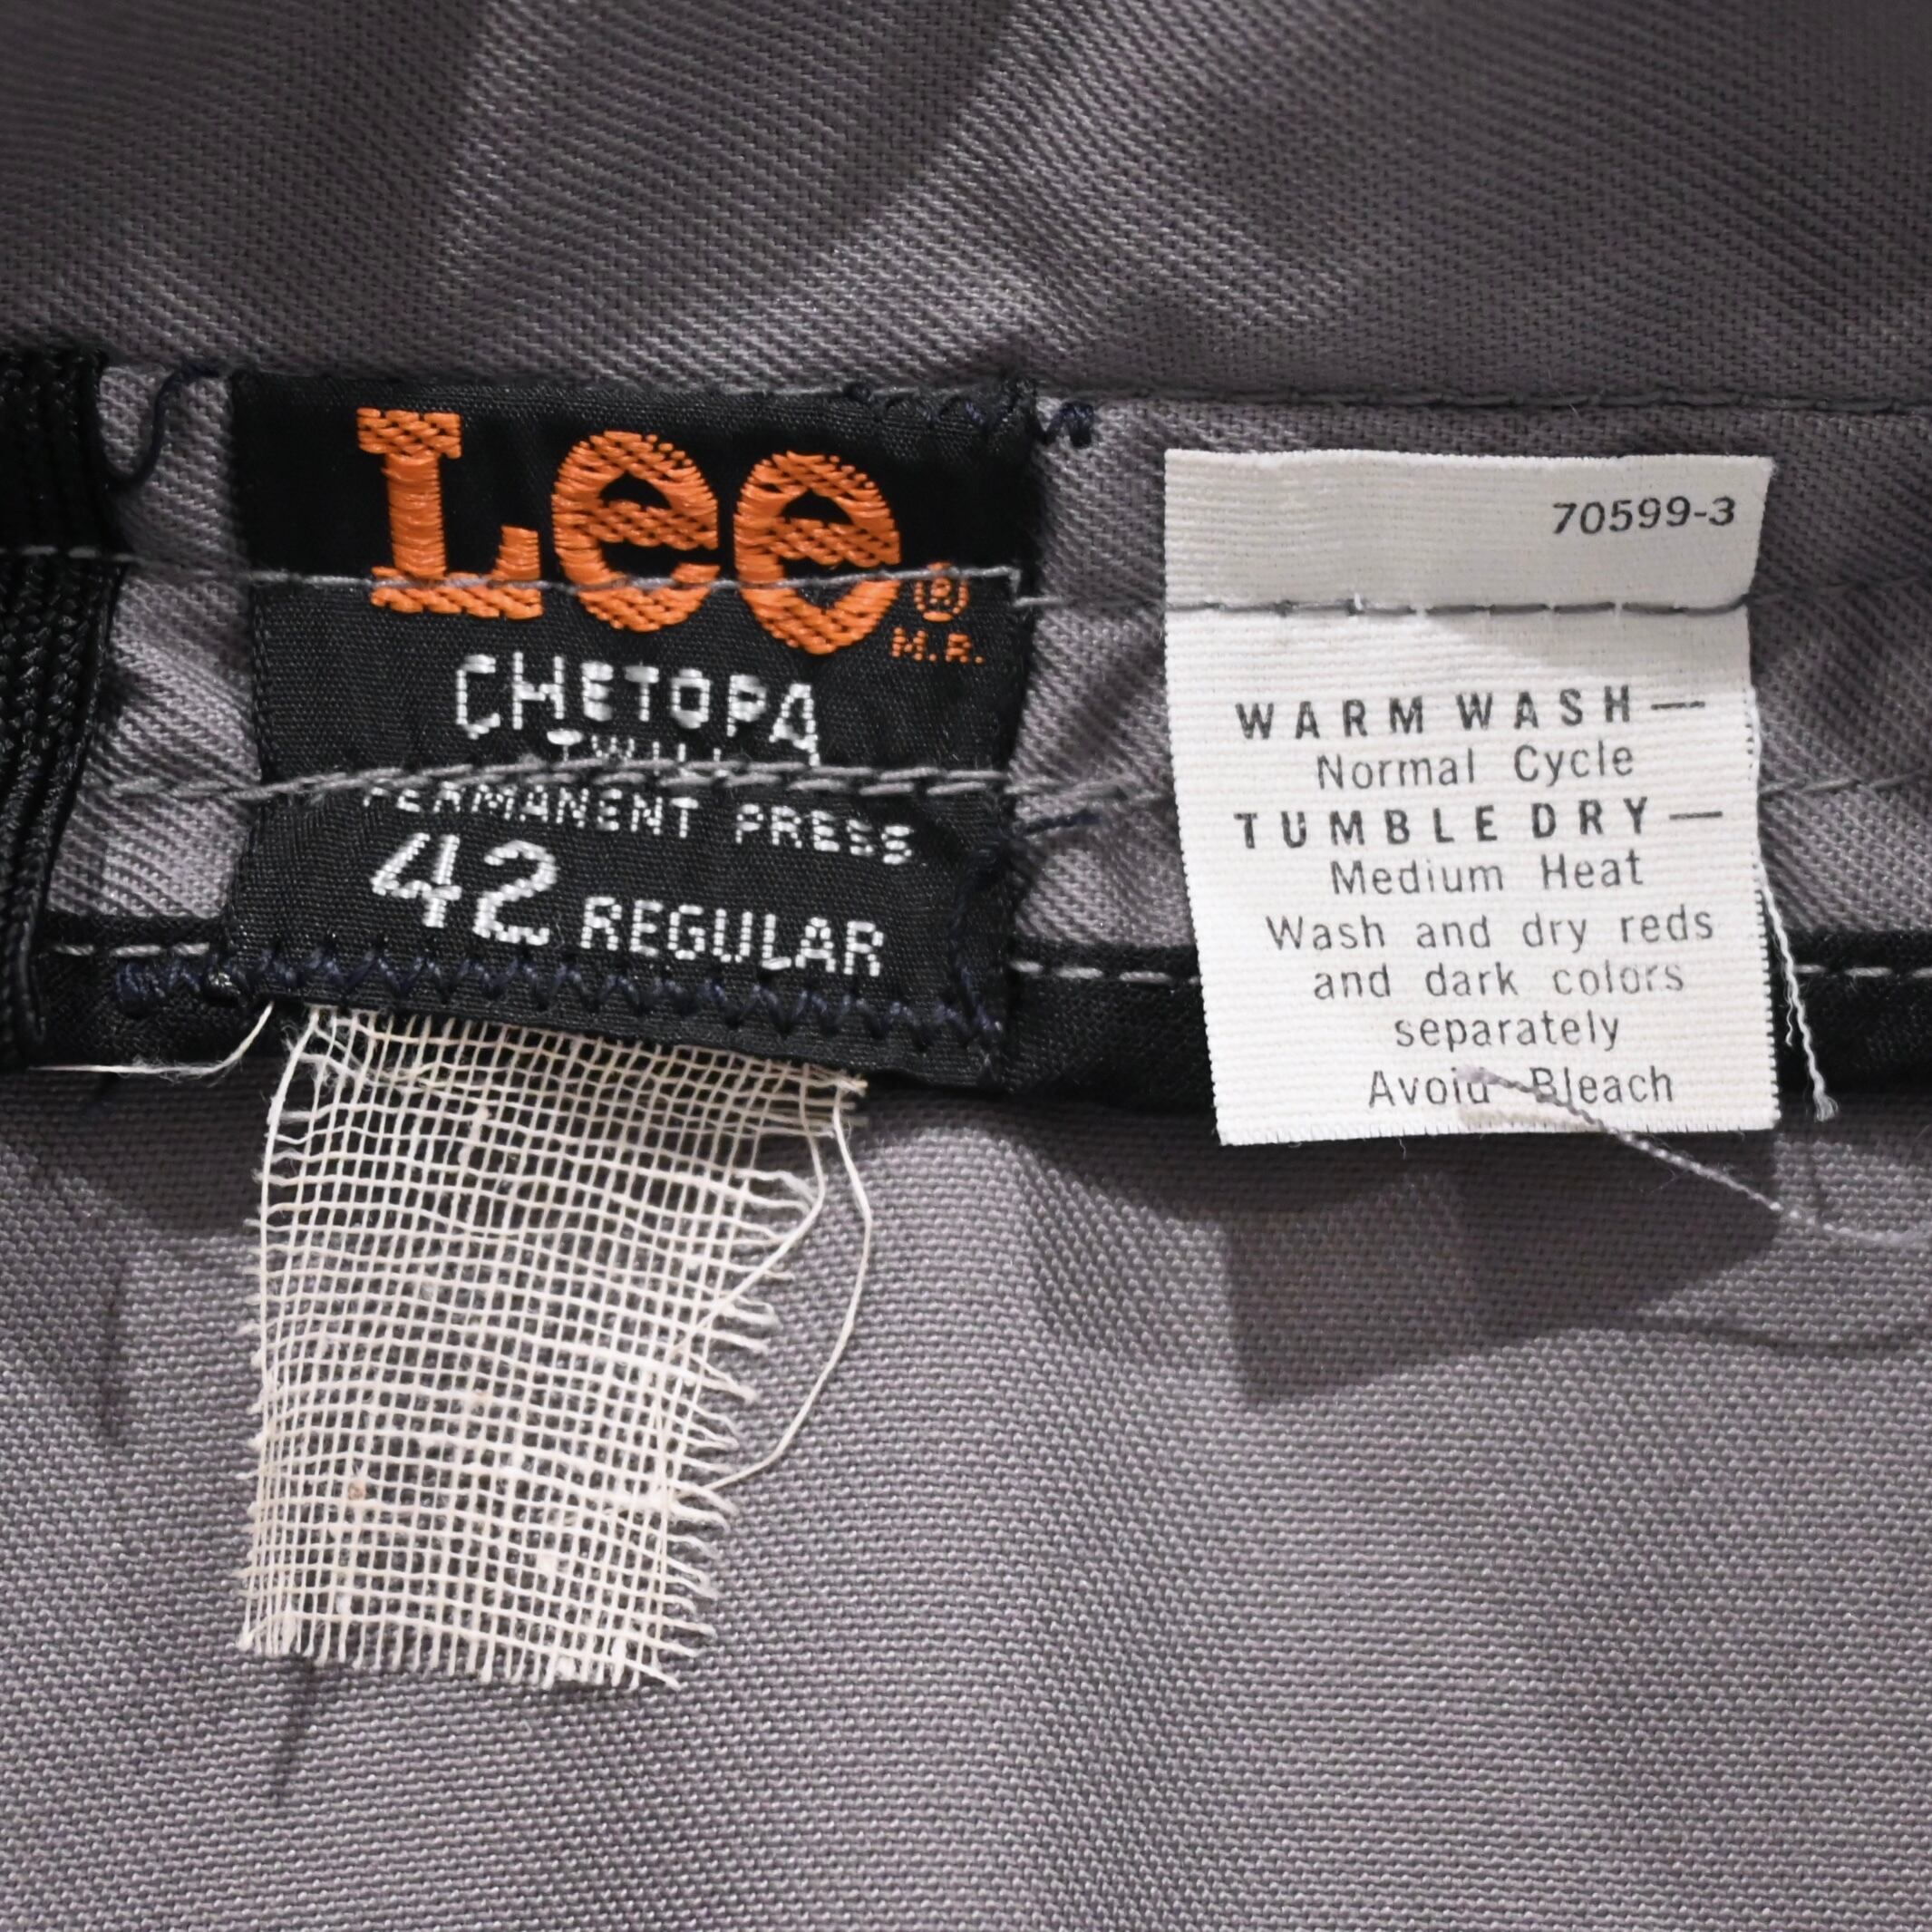 Lee®
M.R.
CHETOPA
TWILL
PERMANENT PRESS
42 REGULAR
70599-3
WARM WASH—
Normal Cycle
TUMBLE DRY—
Medium Heat
Wash and dry reds
and dark colors
separately
Avoid Bleach